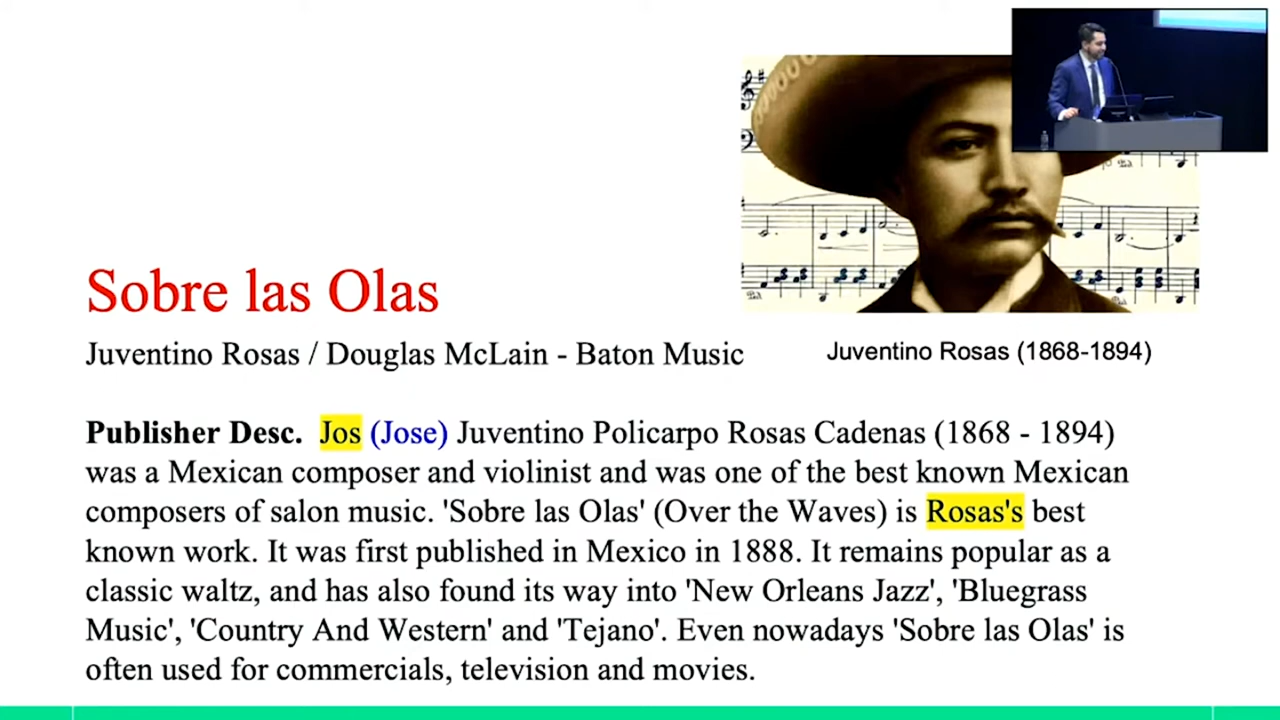 Sobre las Olas
Juventino Rosas / Douglas McLain - Baton Music
Juventino Rosas (1868-1894)
Publisher Desc. Jos (Jose) Juventino Policarpo Rosas Cadenas (1868 - 1894)
was a Mexican composer and violinist and was one of the best known Mexican
composers of salon music. 'Sobre las Olas' (Over the Waves) is Rosas's best
known work. It was first published in Mexico in 1888. It remains popular as a
classic waltz, and has also found its way into 'New Orleans Jazz', 'Bluegrass
Music', 'Country And Western' and 'Tejano'. Even nowadays 'Sobre las Olas' is
often used for commercials, television and movies.